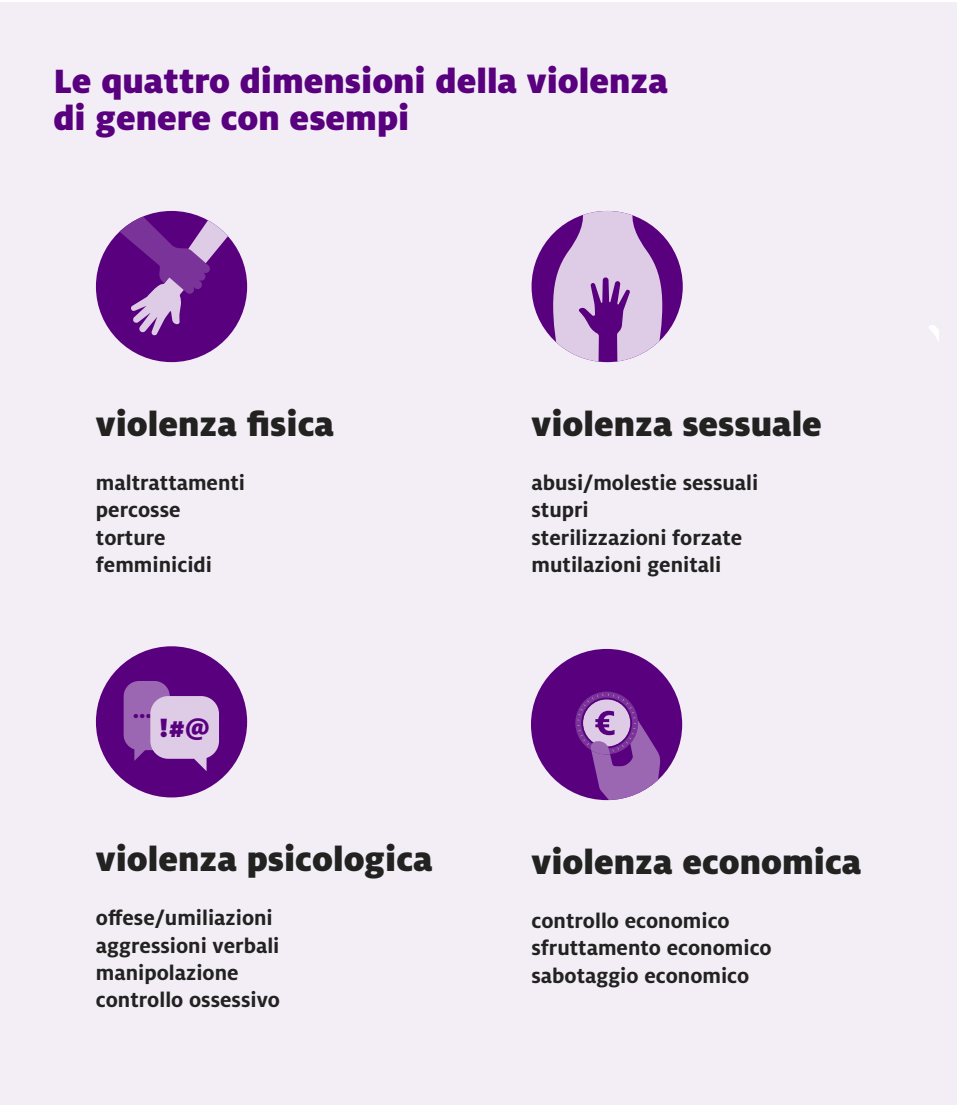 Le quattro dimensioni della violenza
di genere con esempi
violenza fisica
maltrattamenti
percosse
torture
femminicidi
violenza sessuale
abusi/molestie sessuali
stupri
sterilizzazioni forzate
mutilazioni genitali
...
!#@
violenza psicologica
offese/umiliazioni
aggressioni verbali
manipolazione
controllo ossessivo
€
violenza economica
controllo economico
sfruttamento economico
sabotaggio economico